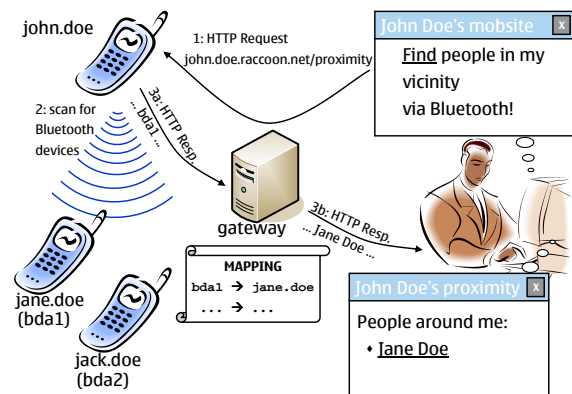 john.doe
1: HTTP Request
john.doe.raccoon.net/proximity
John Doe's mobsite x
Find people in my
vicinity
via Bluetooth!
2: scan for
Bluetooth
devices
3a: HTTP Resp.
... bda1 ...
gateway
3b: HTTP Resp.
... Jane Doe ...
MAPPING
bda1 → jane.doe
... → ...
jane.doe
(bda1)
jack.doe
(bda2)
John Doe's proximity x
People around me:
♦ Jane Doe